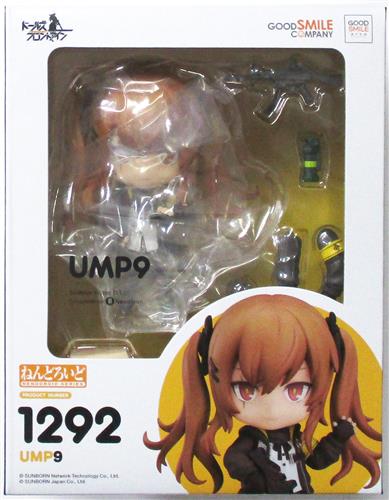 ドールズ
フロントライン
GOOD SMILE
COMPANY
GOOD
SMILE
UMP9
ねんどろいど
NENDOROID SERIES
PRODUCT NUMBER
1292
UMP9
© SUNBORN Network Technology Co., Ltd.
© SUNBORN Japan Co., Ltd.